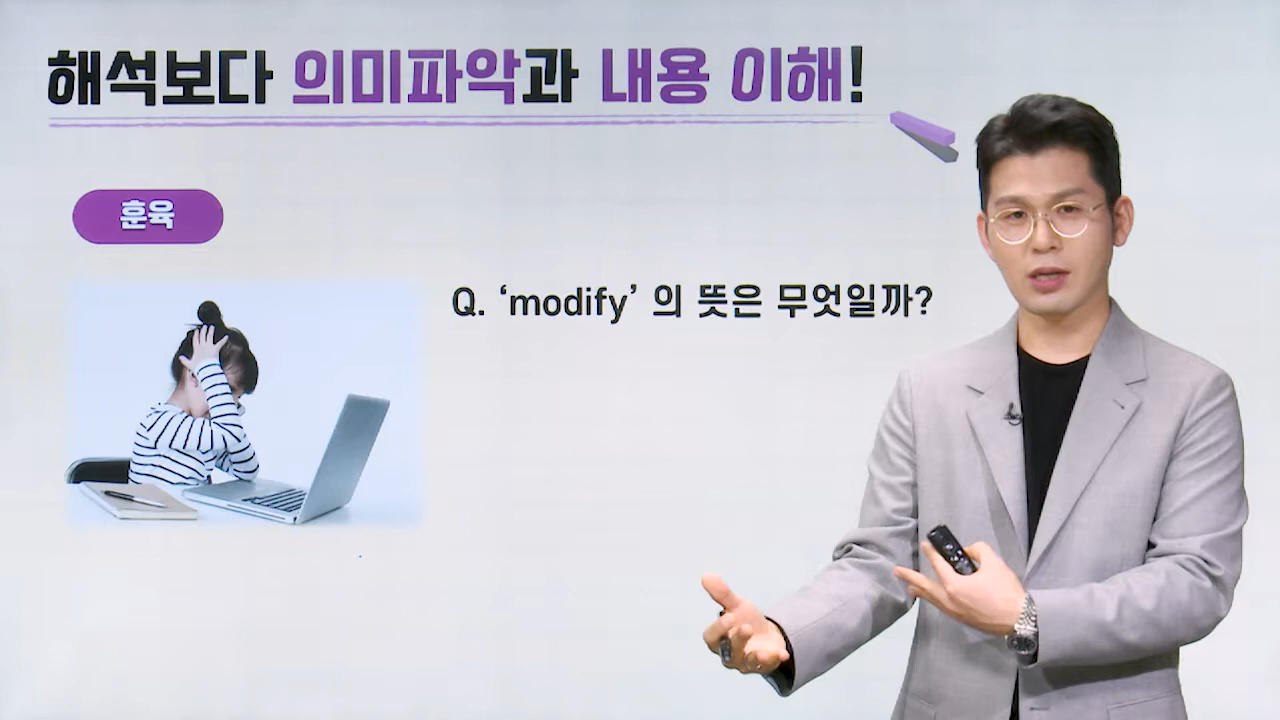 해석보다 의미파악과 내용 이해!
훈육
Q. ‘modify’ 의 뜻은 무엇일까?